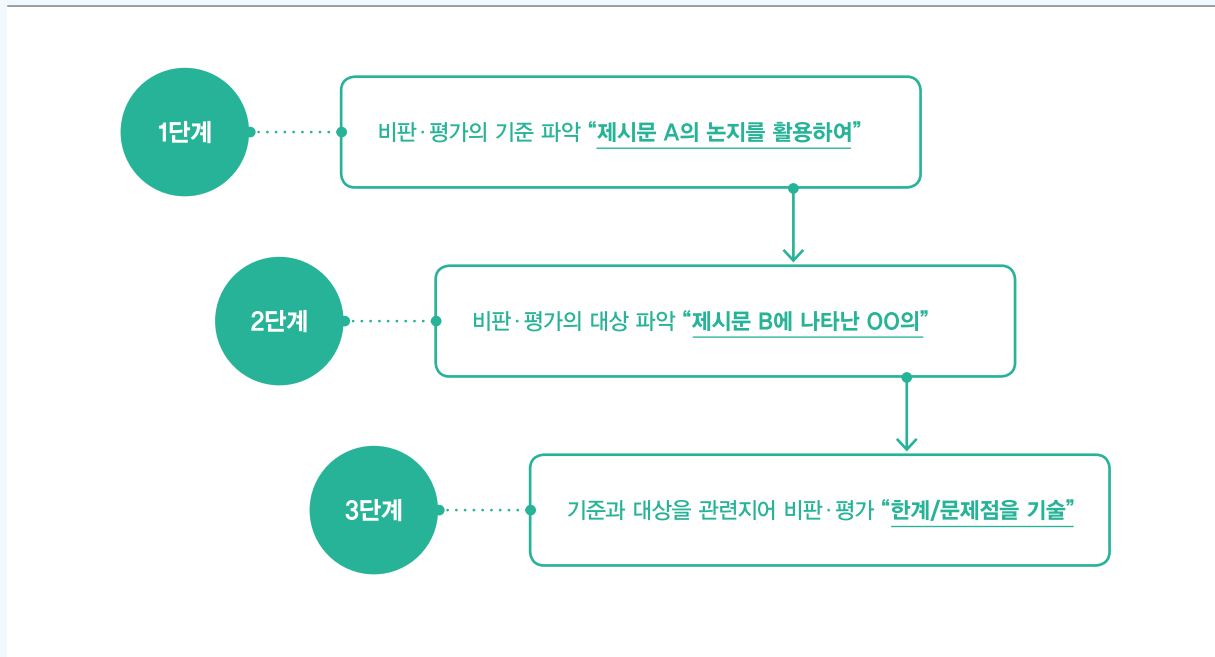 1단계
비판·평가의 기준 파악 “제시문 A의 논지를 활용하여”
2단계
비판·평가의 대상 파악 “제시문 B에 나타난 OO의”
3단계
기준과 대상을 관련지어 비판·평가 “한계/문제점을 기술”